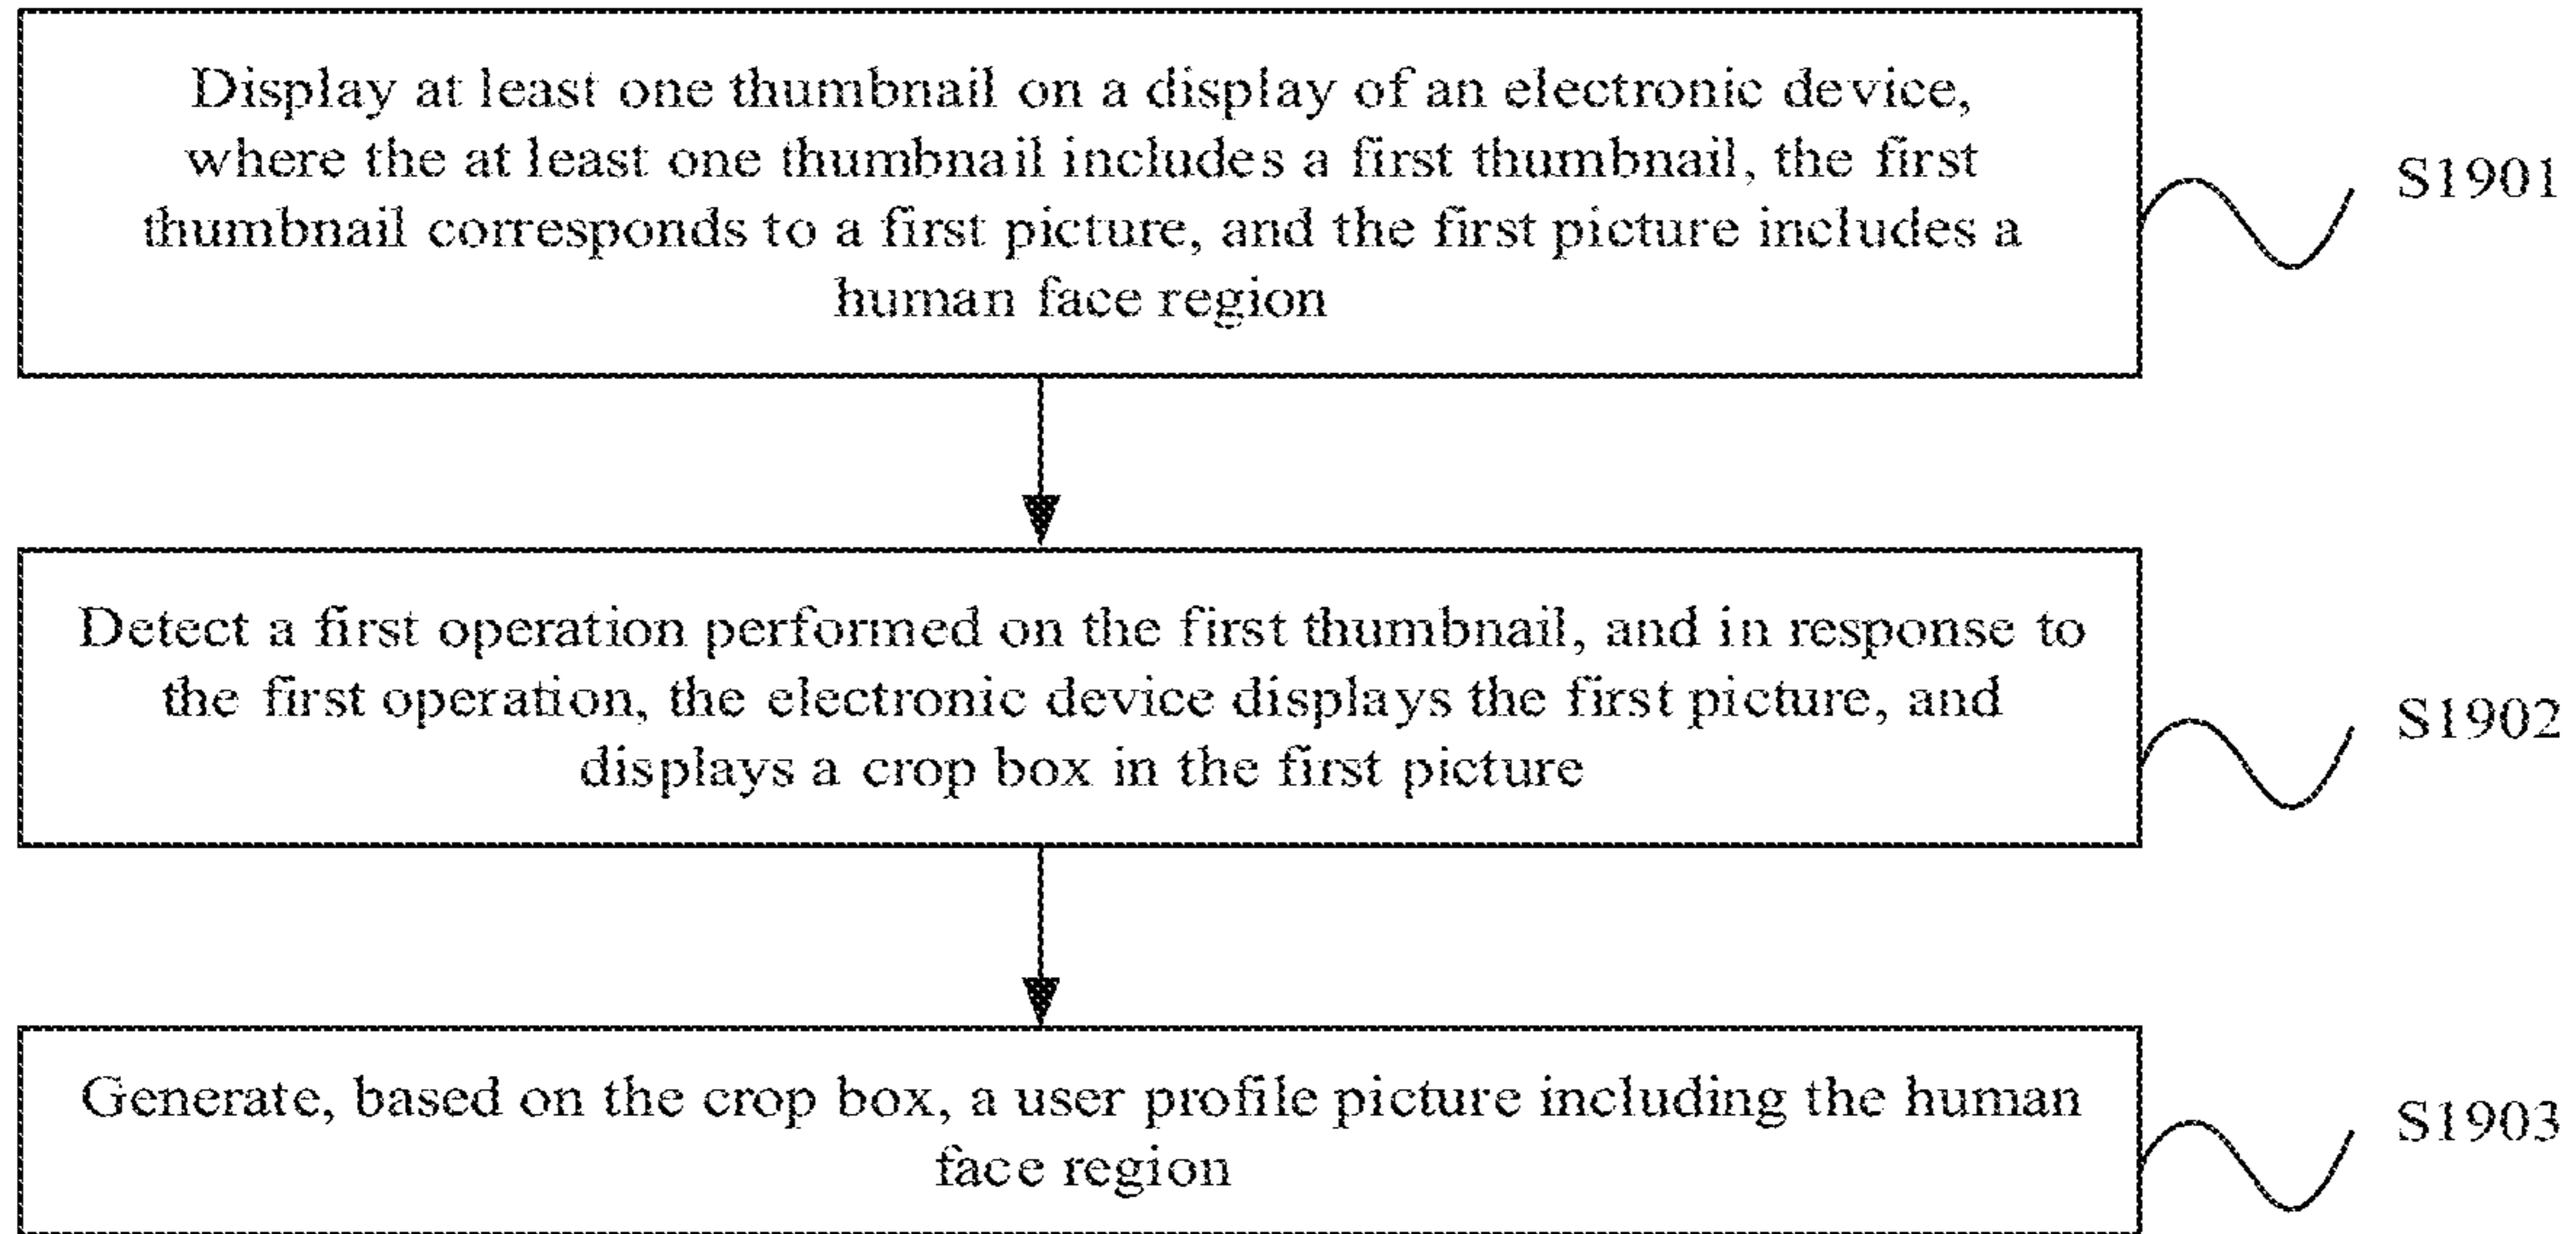 Display at least one thumbnail on a display of an electronic device,
where the at least one thumbnail includes a first thumbnail, the first
thumbnail corresponds to a first picture, and the first picture includes a
human face region
S1901
Detect a first operation performed on the first thumbnail, and in response to
the first operation, the electronic device displays the first picture, and
displays a crop box in the first picture
S1902
Generate, based on the crop box, a user profile picture including the human
face region
S1903